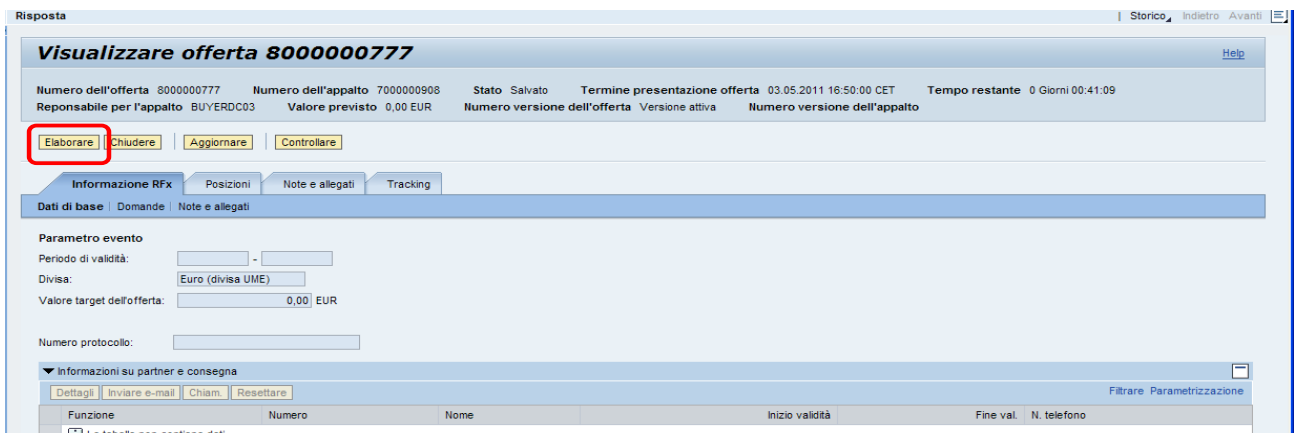 Risposta | Storico Indietro Avanti
Visualizzare offerta 8000000777 Help
Numero dell'offerta 8000000777 Numero dell'appalto 7000000908 Stato Salvato Termine presentazione offerta 03.05.2011 16:50:00 CET Tempo restante 0 Giorni 00:41:09
Reponsabile per l'appalto BUYERDC03 Valore previsto 0,00 EUR Numero versione dell'offerta Versione attiva Numero versione dell'appalto
Elaborare Chiudere Aggiornare Controllare
Informazione RFx Posizioni Note e allegati Tracking
Dati di base | Domande | Note e allegati
Parametro evento
Periodo di validità: -
Divisa: Euro (divisa UME)
Valore target dell'offerta: 0,00 EUR
Numero protocollo:
Informazioni su partner e consegna
Dettagli Inviare e-mail Chiam. Resettare Filtrare Parametrizzazione
Funzione Numero Nome Inizio validità Fine val. N. telefono
La tabella non contiene dati